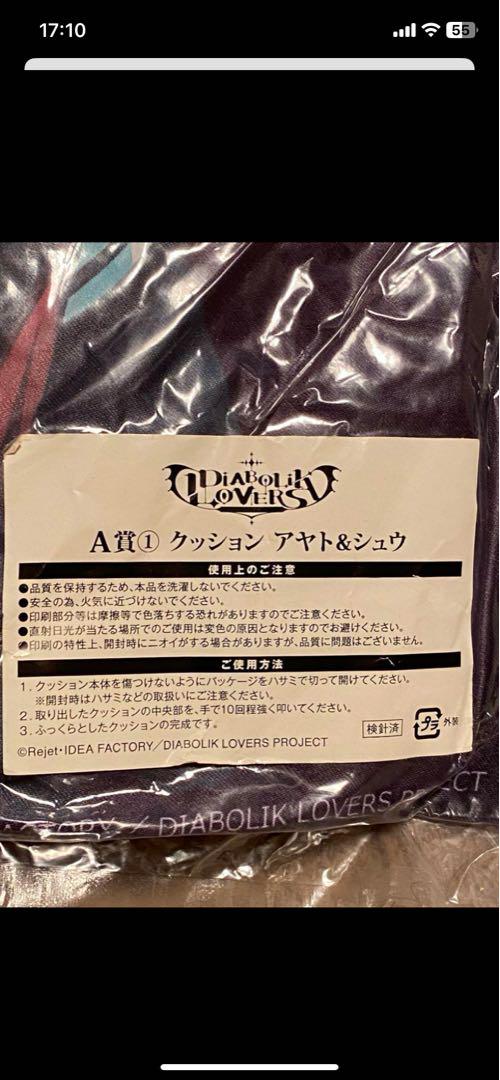 17:10
55
DIABOLIK
LOVERS
A賞① クッション アヤト&シュウ
使用上のご注意
●品質を保持するため、本品を洗濯しないでください。
●安全の為、火気に近づけないでください。
●印刷部分等は摩擦等で色落ちする恐れがありますのでご注意ください。
●直射日光が当たる場所でのご使用は変色の原因となりますのでお避けください。
●印刷の特性上、開封時にニオイがする場合がありますが、品質に問題はございません。
ご使用方法
1. クッション本体を傷つけないようにパッケージをハサミで切って開けてください。
※開封時はハサミなどの取扱いにご注意ください。
2. 取り出したクッションの中央部を、手で10回程強く叩いてください。
3. ふっくらとしたクッションの完成です。
検針済 プラ 外装
©Rejet・IDEA FACTORY/DIABOLIK LOVERS PROJECT
/ DIABOLIK LOVERS